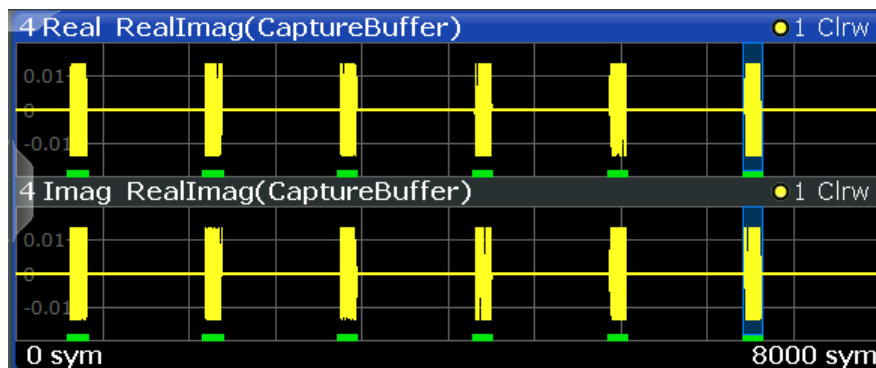 4 Real RealImag(CaptureBuffer) 1 Clrw
0.01
0
-0.01
4 Imag RealImag(CaptureBuffer) 1 Clrw
0.01
0
-0.01
0 sym 8000 sym